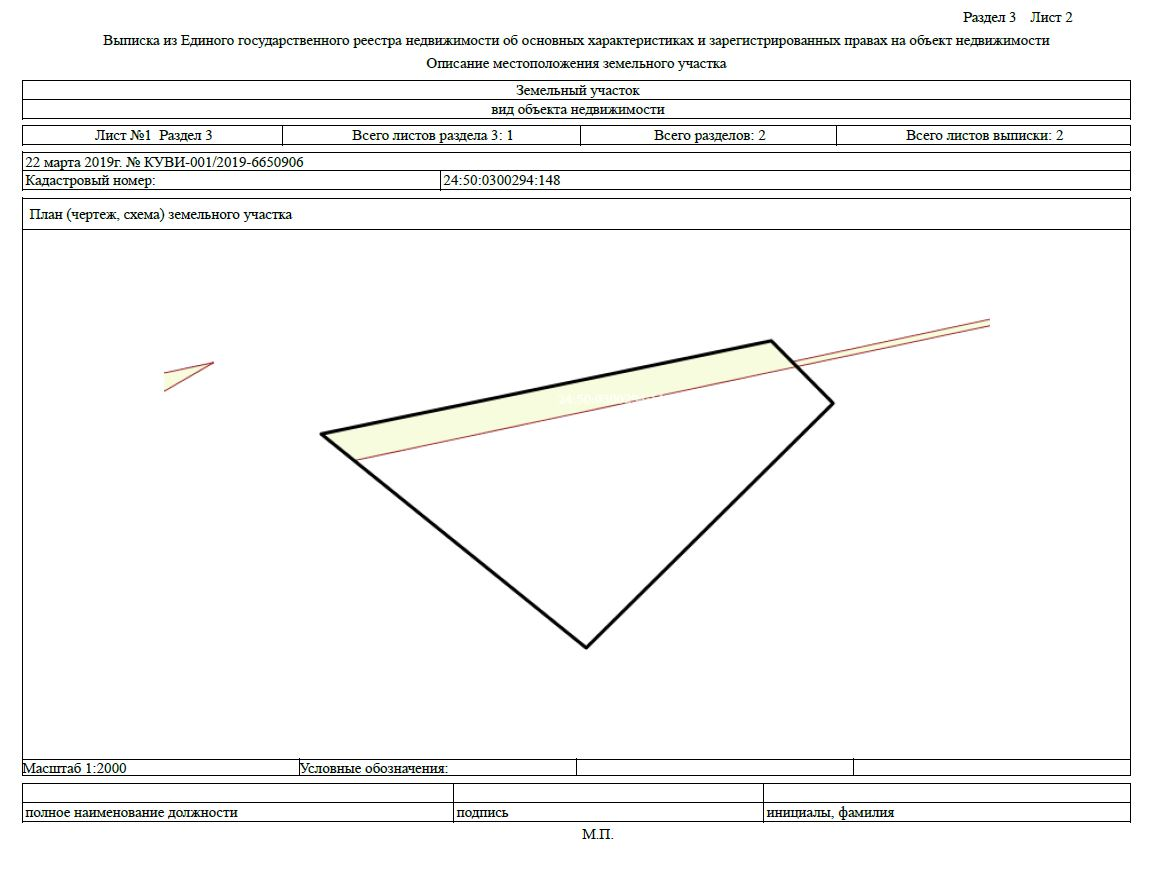 Раздел 3 Лист 2
Выписка из Единого государственного реестра недвижимости об основных характеристиках и зарегистрированных правах на объект недвижимости
Описание местоположения земельного участка
Земельный участок
вид объекта недвижимости
Лист №1 Раздел 3 Всего листов раздела 3: 1 Всего разделов: 2 Всего листов выписки: 2
22 марта 2019г. № КУВИ-001/2019-6650906
Кадастровый номер: 24:50:0300294:148
План (чертеж, схема) земельного участка
Масштаб 1:2000 Условные обозначения:
полное наименование должности подпись инициалы, фамилия
М.П.